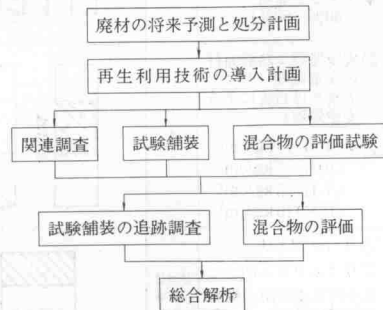 廃材の将来予測と処分計画
再生利用技術の導入計画
関連調査
試験舗装
混合物の評価試験
試験舗装の追跡調査
混合物の評価
総合解析